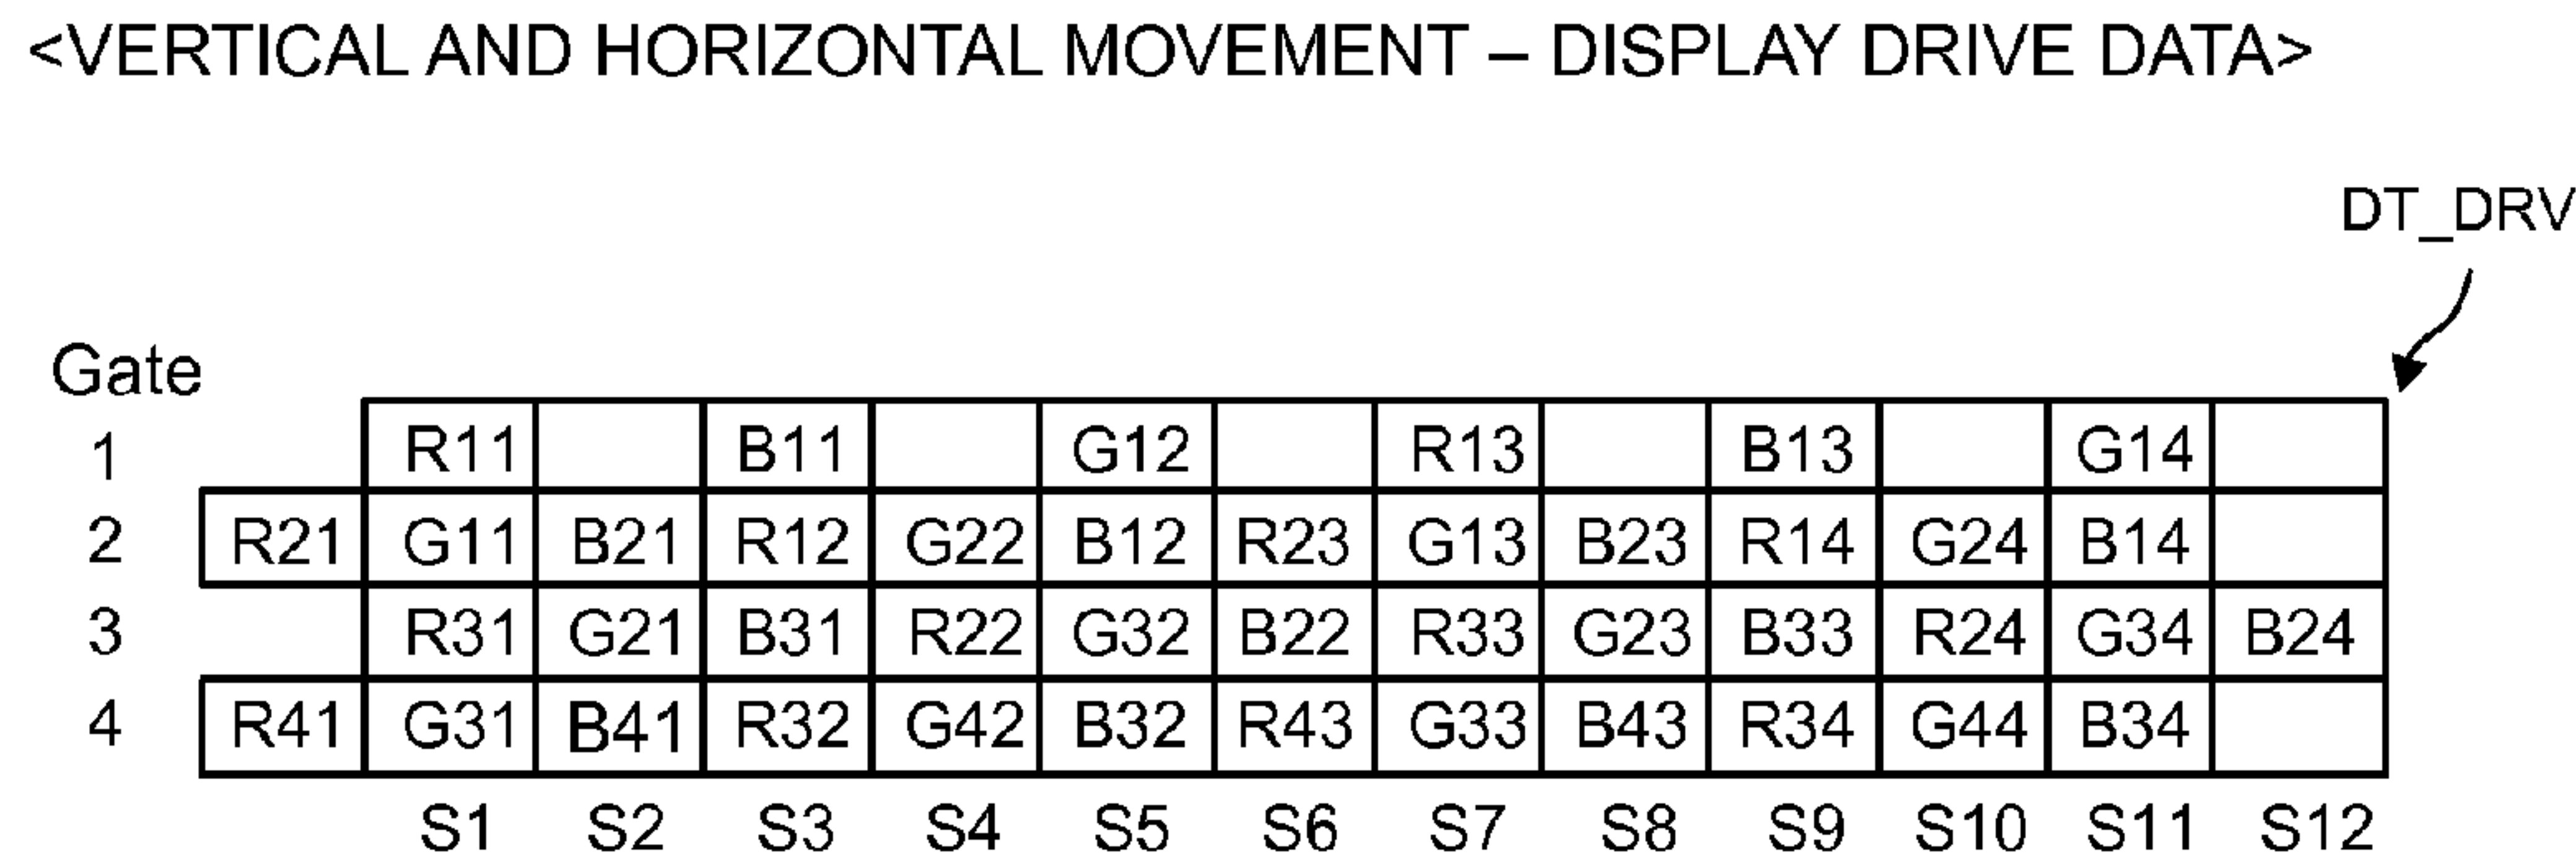 <VERTICAL AND HORIZONTAL MOVEMENT – DISPLAY DRIVE DATA>
DT_DRV
Gate
1 R11 B11 G12 R13 B13 G14
2 R21 G11 B21 R12 G22 B12 R23 G13 B23 R14 G24 B14
3 R31 G21 B31 R22 G32 B22 R33 G23 B33 R24 G34 B24
4 R41 G31 B41 R32 G42 B32 R43 G33 B43 R34 G44 B34
S1 S2 S3 S4 S5 S6 S7 S8 S9 S10 S11 S12